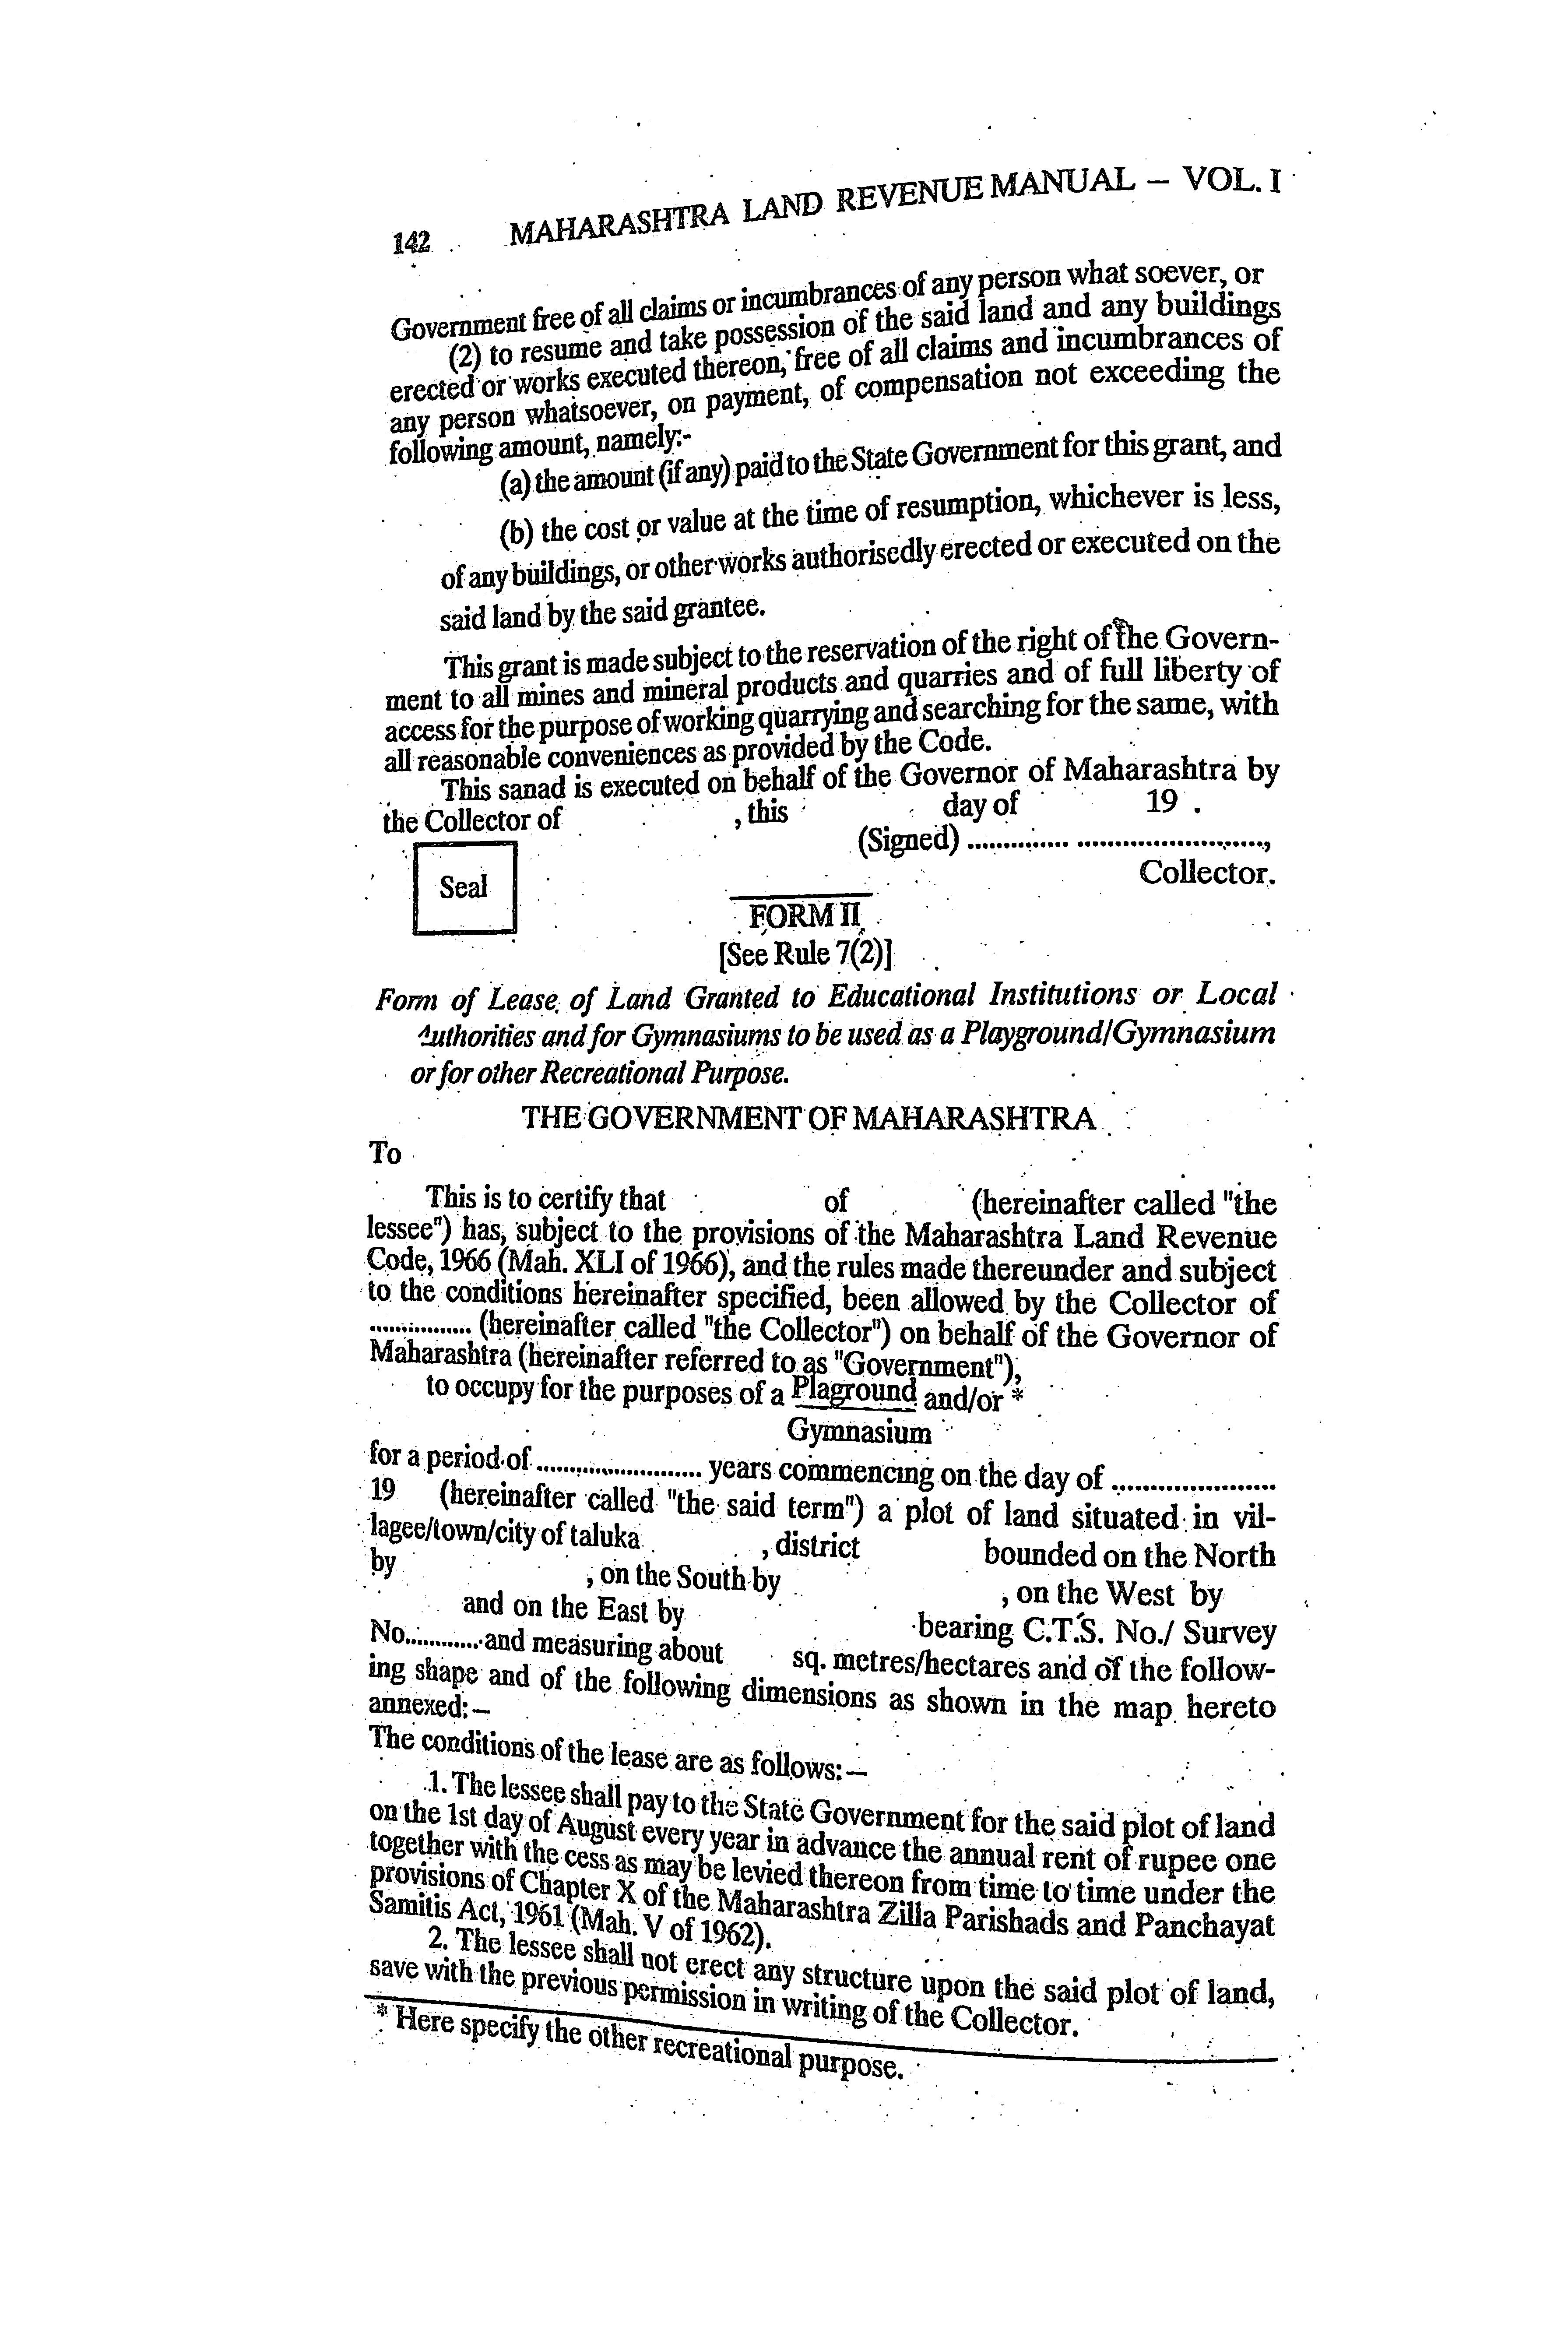 142 MAHARASHTRA LAND REVENUE MANUAL – VOL. I
Government free of all claims or incumbrances of any person what soever, or
(2) to resume and take possession of the said land and any buildings
erected or works executed thereon, free of all claims and incumbrances of
any person whatsoever, on payment, of compensation not exceeding the
following amount, namely:-
(a) the amount (if any) paid to the State Government for this grant, and
(b) the cost or value at the time of resumption, whichever is less,
of any buildings, or other works authorisedly erected or executed on the
said land by the said grantee.
This grant is made subject to the reservation of the right of the Govern-
ment to all mines and mineral products and quarries and of full liberty of
access for the purpose of working quarrying and searching for the same, with
all reasonable conveniences as provided by the Code.
This sanad is executed on behalf of the Governor of Maharashtra by
the Collector of , this day of 19 .
(Signed) .............. ..........................,
Collector.
Seal
FORM II
[See Rule 7(2)]
Form of Lease of Land Granted to Educational Institutions or Local
Authorities and for Gymnasiums to be used as a Playground/Gymnasium
or for other Recreational Purpose.
THE GOVERNMENT OF MAHARASHTRA
To
This is to certify that of (hereinafter called "the
lessee") has, subject to the provisions of the Maharashtra Land Revenue
Code, 1966 (Mah. XLI of 1966), and the rules made thereunder and subject
to the conditions hereinafter specified, been allowed by the Collector of
................ (hereinafter called "the Collector") on behalf of the Governor of
Maharashtra (hereinafter referred to as "Government"),
to occupy for the purposes of a Plaground and/or *
Gymnasium
for a period of .......................... years commencing on the day of ......................
19 (hereinafter called "the said term") a plot of land situated in vil-
lagee/town/city of taluka , district bounded on the North
by , on the South by , on the West by
and on the East by bearing C.T.S. No./ Survey
No............and measuring about sq. metres/hectares and of the follow-
ing shape and of the following dimensions as shown in the map hereto
annexed:–
The conditions of the lease are as follows:–
1. The lessee shall pay to the State Government for the said plot of land
on the 1st day of August every year in advance the annual rent of rupee one
together with the cess as may be levied thereon from time to time under the
provisions of Chapter X of the Maharashtra Zilla Parishads and Panchayat
Samitis Act, 1961 (Mah. V of 1962).
2. The lessee shall not erect any structure upon the said plot of land,
save with the previous permission in writing of the Collector.
* Here specify the other recreational purpose.